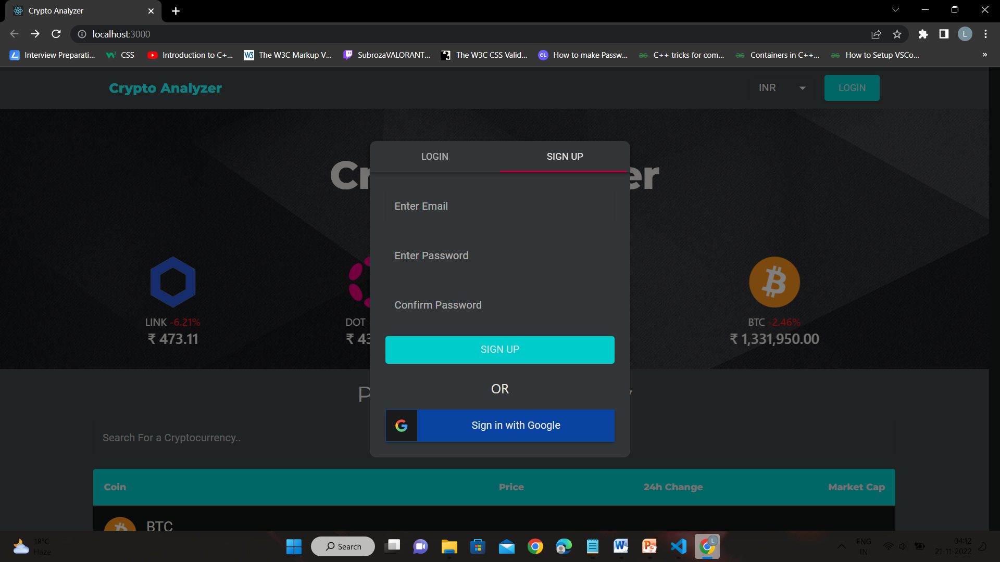 Crypto Analyzer
localhost:3000
L
Interview Preparati...
CSS
Introduction to C+...
The W3C Markup V...
SubrozaVALORANT...
The W3C CSS Valid...
How to make Passw...
C++ tricks for com...
Containers in C++...
How to Setup VSCo...
»
Crypto Analyzer
INR
LOGIN
Cr
er
LOGIN
SIGN UP
Enter Email
Enter Password
Confirm Password
SIGN UP
OR
Sign in with Google
LINK -6.21%
₹ 473.11
DOT
₹ 43
BTC -2.46%
₹ 1,331,950.00
P
Search For a Cryptocurrency..
Coin
Price
24h Change
Market Cap
BTC
18°C
Haze
Search
ENG
IN
04:12
21-11-2022